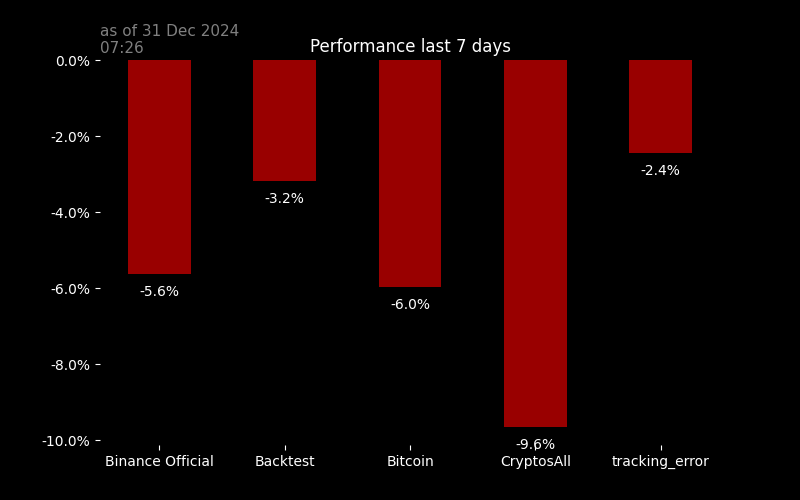 as of 31 Dec 2024
07:26
Performance last 7 days
0.0%
-2.0%
-4.0%
-6.0%
-8.0%
-10.0%
-5.6%
-3.2%
-6.0%
-9.6%
-2.4%
Binance Official
Backtest
Bitcoin
CryptosAll
tracking_error